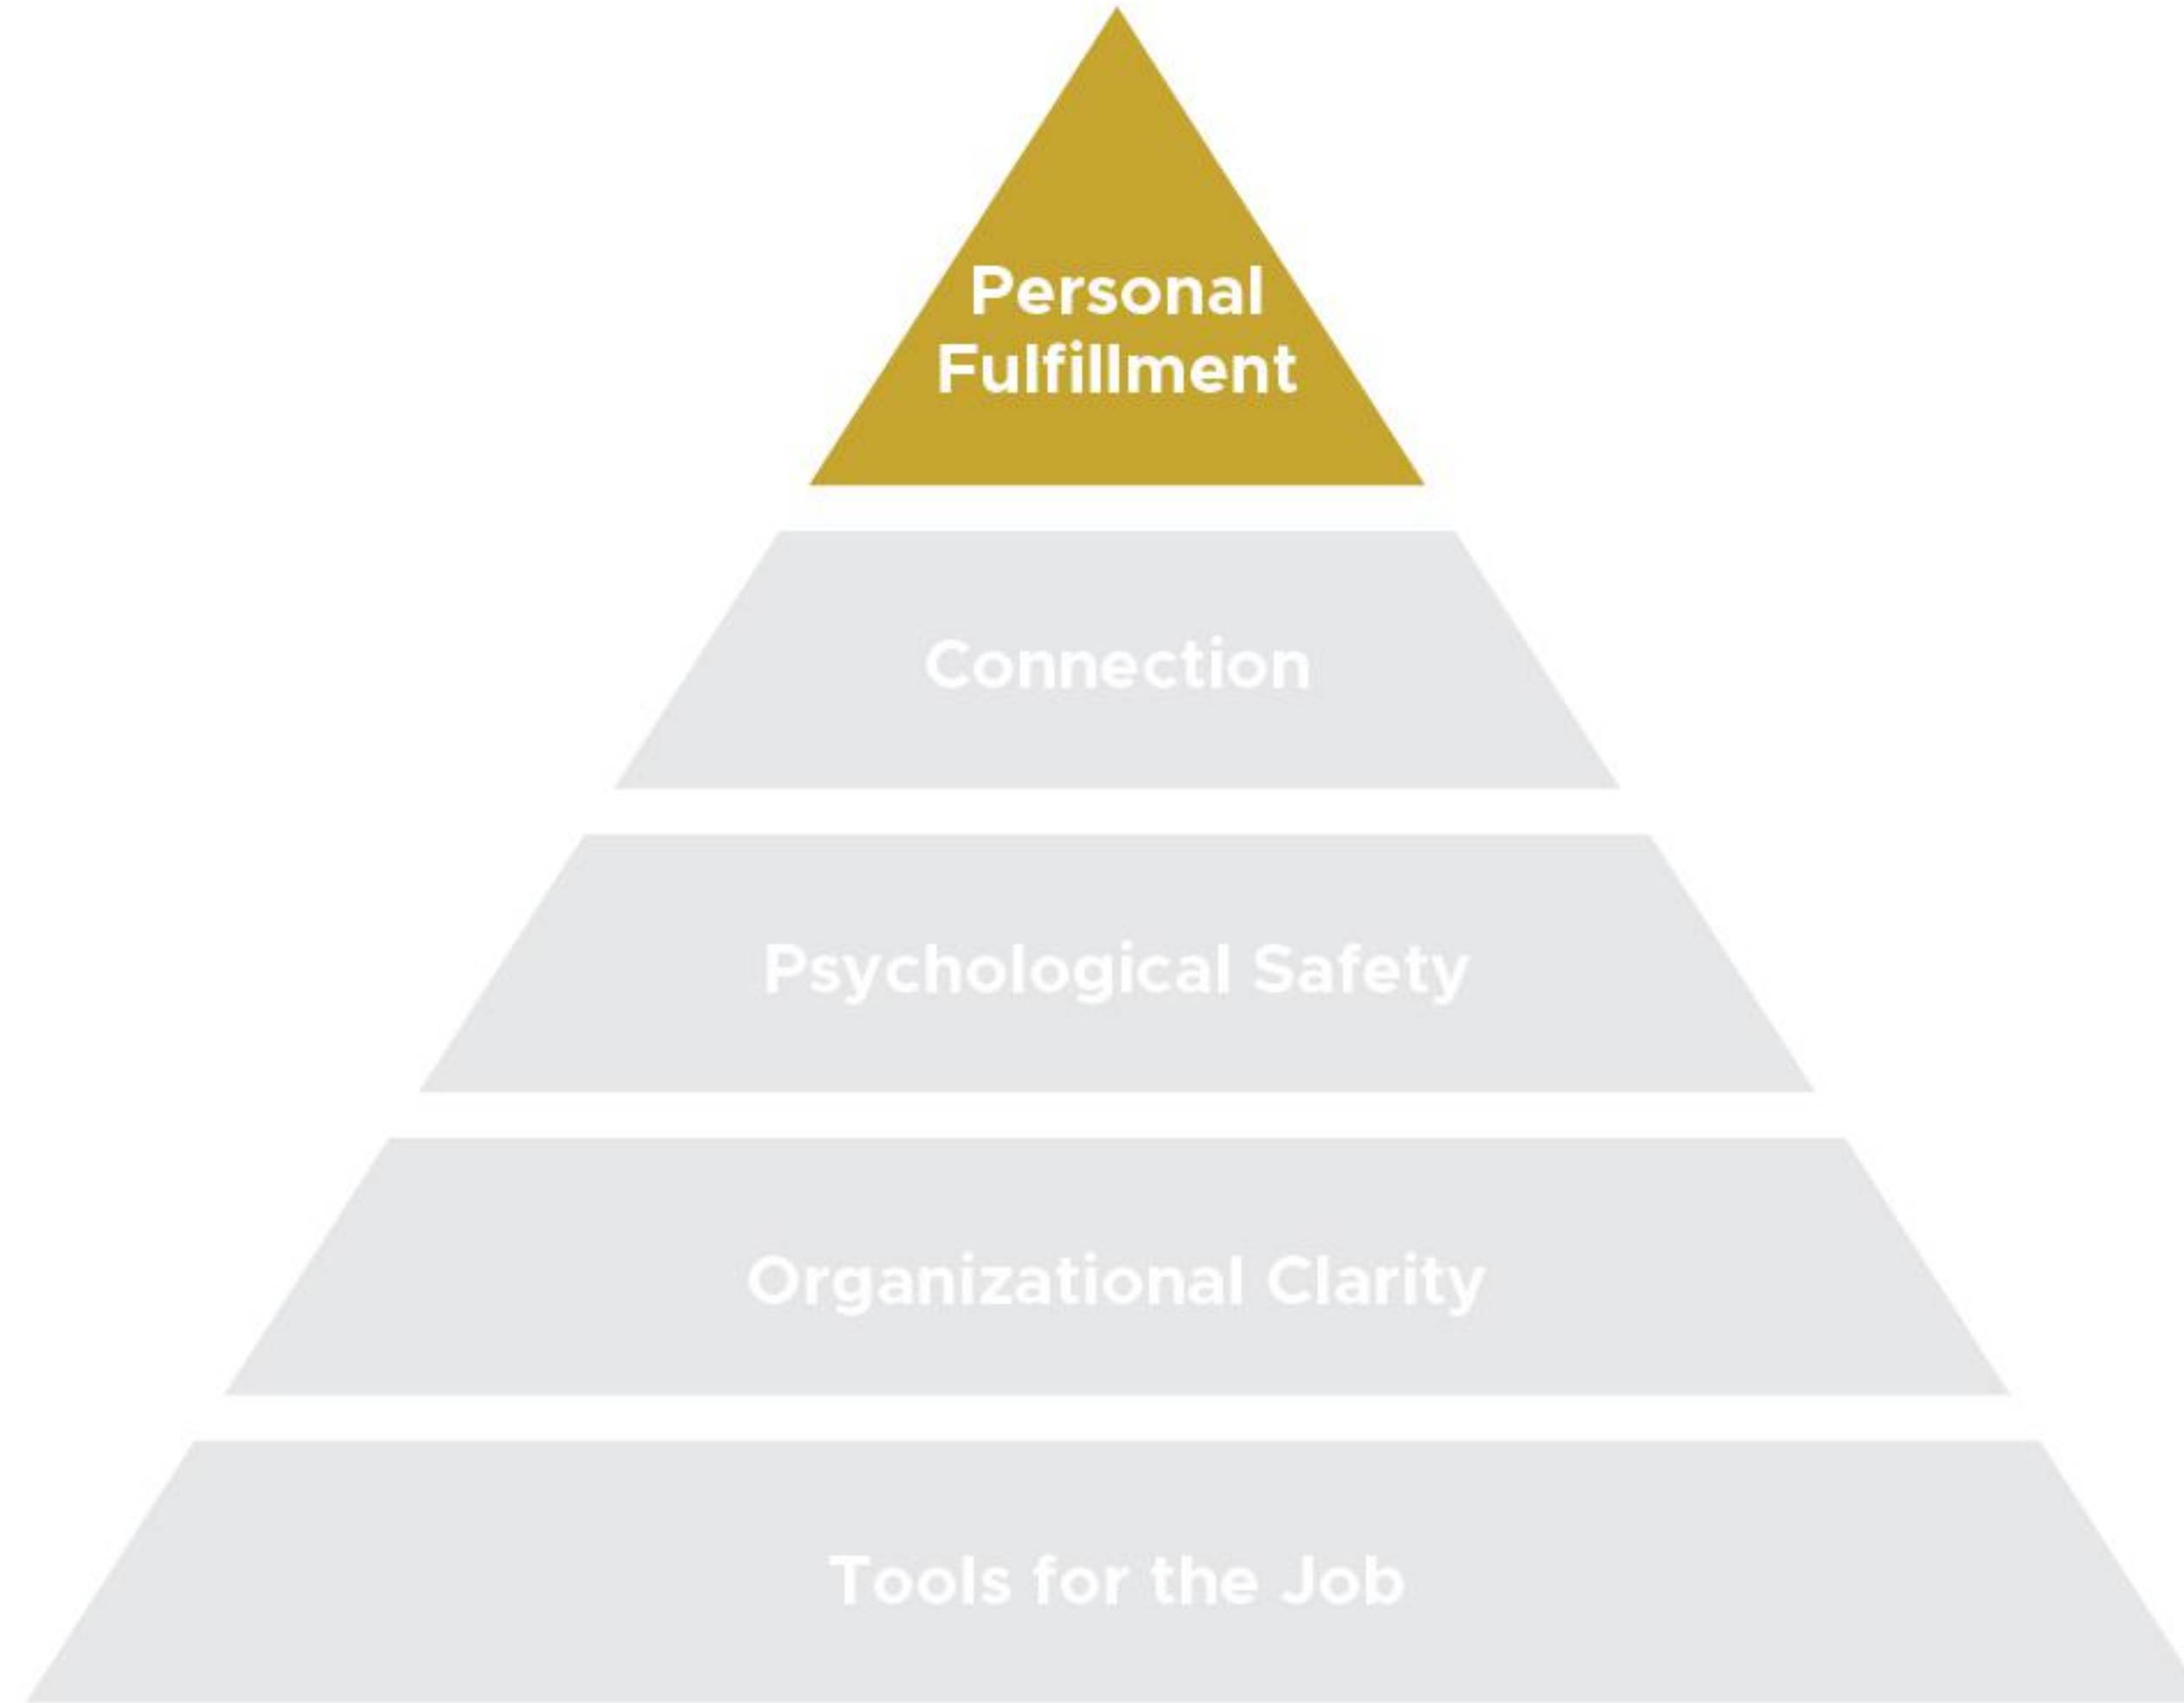 Personal
Fulfillment
Connection
Psychological Safety
Organizational Clarity
Tools for the Job